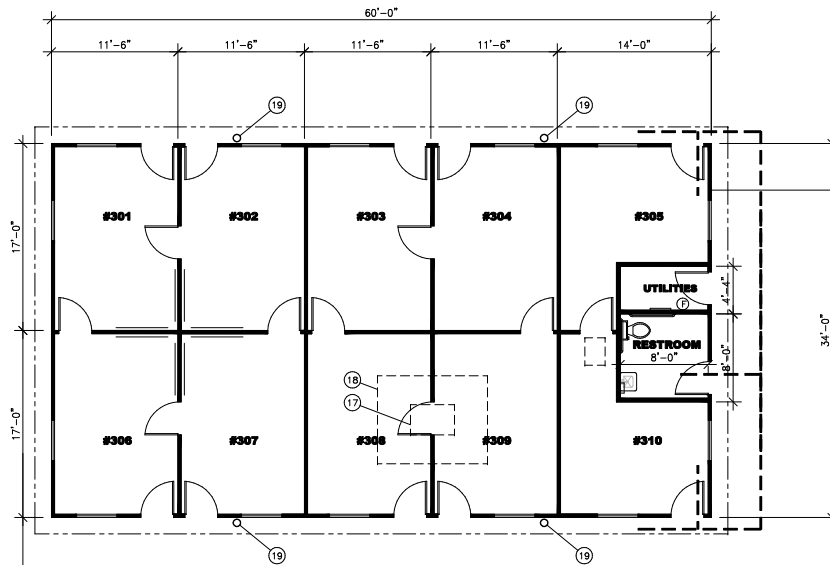 60'-0"
11'-6" 11'-6" 11'-6" 11'-6" 14'-0"
19 19
17'-0"
#301 #302 #303 #304 #305
UTILITIES
F
4'-4"
34'-0"
RESTROOM
8'-0"
8'-0"
18
17
17'-0"
#306 #307 #308 #309 #310
19 19